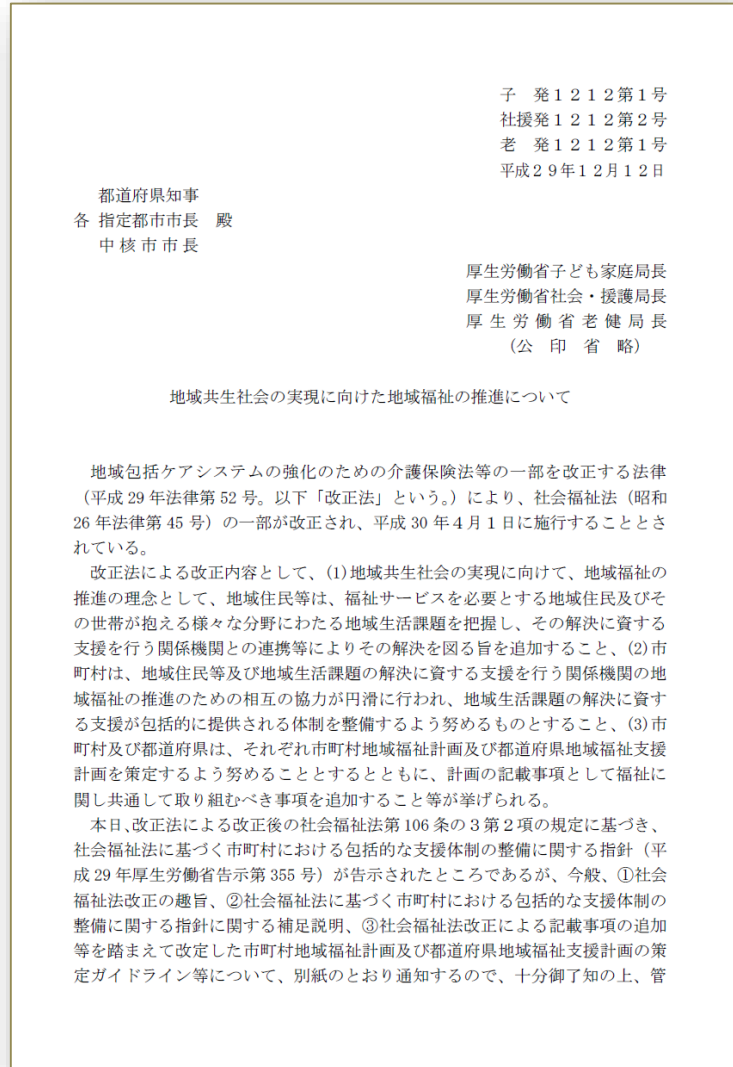 子　発１２１２第１号
社援発１２１２第２号
老　発１２１２第１号
平成２９年１２月１２日
都道府県知事
各 指定都市市長　殿
中 核 市 市 長
厚生労働省子ども家庭局長
厚生労働省社会・援護局長
厚 生 労 働 省 老 健 局 長
（公　印　省　略）
地域共生社会の実現に向けた地域福祉の推進について
地域包括ケアシステムの強化のための介護保険法等の一部を改正する法律
（平成 29 年法律第 52 号。以下「改正法」という。）により、社会福祉法（昭和
26 年法律第 45 号）の一部が改正され、平成 30 年４月１日に施行することとさ
れている。
改正法による改正内容として、(1)地域共生社会の実現に向けて、地域福祉の
推進の理念として、地域住民等は、福祉サービスを必要とする地域住民及びそ
の世帯が抱える様々な分野にわたる地域生活課題を把握し、その解決に資する
支援を行う関係機関との連携等によりその解決を図る旨を追加すること、(2)市
町村は、地域住民等及び地域生活課題の解決に資する支援を行う関係機関の地
域福祉の推進のための相互の協力が円滑に行われ、地域生活課題の解決に資す
る支援が包括的に提供される体制を整備するよう努めるものとすること、(3)市
町村及び都道府県は、それぞれ市町村地域福祉計画及び都道府県地域福祉支援
計画を策定するよう努めることとするとともに、計画の記載事項として福祉に
関し共通して取り組むべき事項を追加すること等が挙げられる。
本日、改正法による改正後の社会福祉法第 106 条の３第２項の規定に基づき、
社会福祉法に基づく市町村における包括的な支援体制の整備に関する指針（平
成 29 年厚生労働省告示第 355 号）が告示されたところであるが、今般、①社会
福祉法改正の趣旨、②社会福祉法に基づく市町村における包括的な支援体制の
整備に関する指針に関する補足説明、③社会福祉法改正による記載事項の追加
等を踏まえて改定した市町村地域福祉計画及び都道府県地域福祉支援計画の策
定ガイドライン等について、別紙のとおり通知するので、十分御了知の上、管